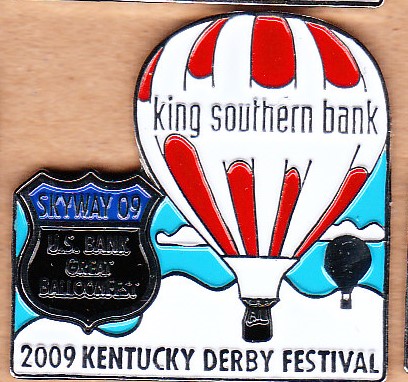 king southern bank
SKYWAY 09
U.S. BANK
GREAT
BALLOONFEST
2009 KENTUCKY DERBY FESTIVAL